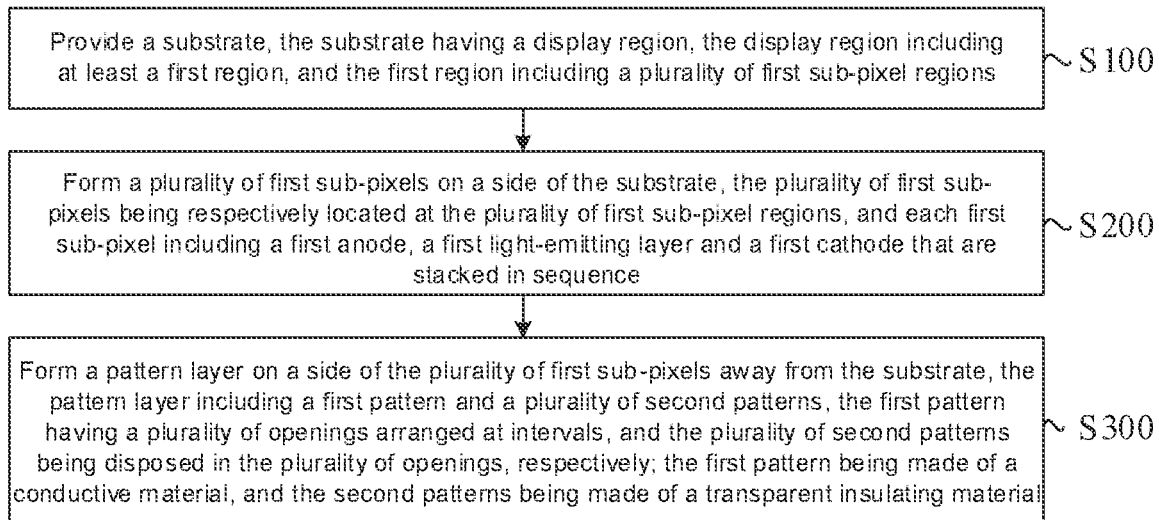 Provide a substrate, the substrate having a display region, the display region including
at least a first region, and the first region including a plurality of first sub-pixel regions
S100
Form a plurality of first sub-pixels on a side of the substrate, the plurality of first sub-
pixels being respectively located at the plurality of first sub-pixel regions, and each first
sub-pixel including a first anode, a first light-emitting layer and a first cathode that are
stacked in sequence
S200
Form a pattern layer on a side of the plurality of first sub-pixels away from the substrate, the
pattern layer including a first pattern and a plurality of second patterns, the first pattern
having a plurality of openings arranged at intervals, and the plurality of second patterns
being disposed in the plurality of openings, respectively; the first pattern being made of a
conductive material, and the second patterns being made of a transparent insulating material
S300